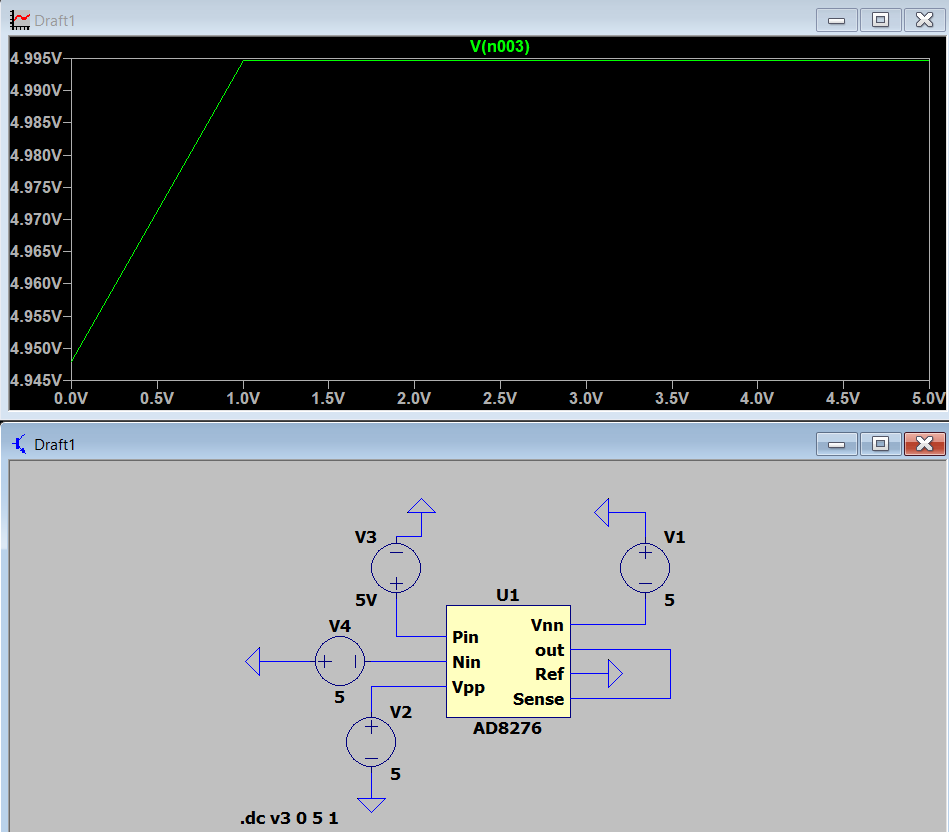 Draft1
V(n003)
4.995V
4.990V
4.985V
4.980V
4.975V
4.970V
4.965V
4.960V
4.955V
4.950V
4.945V
0.0V 0.5V 1.0V 1.5V 2.0V 2.5V 3.0V 3.5V 4.0V 4.5V 5.0V
Draft1
V3
5V
V1
5
U1
V4
5
Pin
Nin
Vpp
Vnn
out
Ref
Sense
AD8276
V2
5
.dc v3 0 5 1